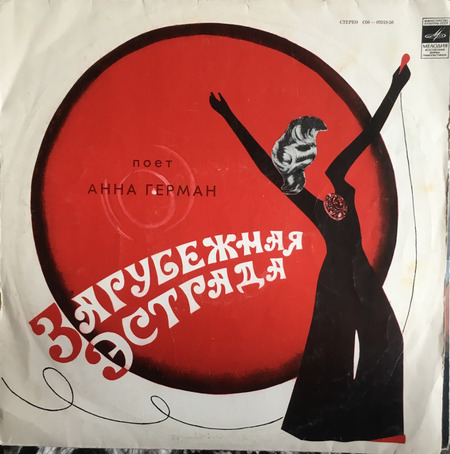 СТЕРЕО
МЕЛОДИЯ
поет
АННА ГЕРМАН
ЗАРУБЕЖНАЯ
ЭСТРАДА